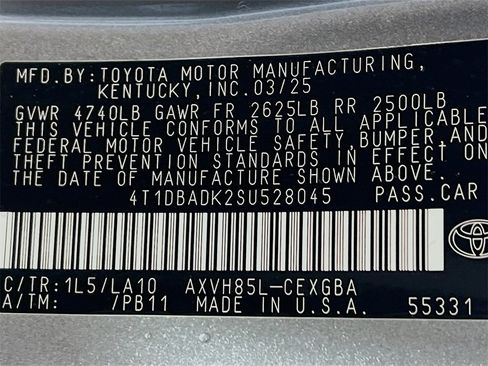 MFD.BY:TOYOTA MOTOR MANUFACTURING,
KENTUCKY, INC. 03/25
GVWR 4740LB GAWR FR 2625LB RR 2500LB
THIS VEHICLE CONFORMS TO ALL APPLICABLE
FEDERAL MOTOR VEHICLE SAFETY, BUMPER, AND
THEFT PREVENTION STANDARDS IN EFFECT ON
THE DATE OF MANUFACTURE SHOWN ABOVE.
4T1DBADK2SU528045 PASS.CAR
C/TR:1L5/LA10 AXVH85L-CEXGBA
A/TM: /PB11 MADE IN U.S.A. 55331